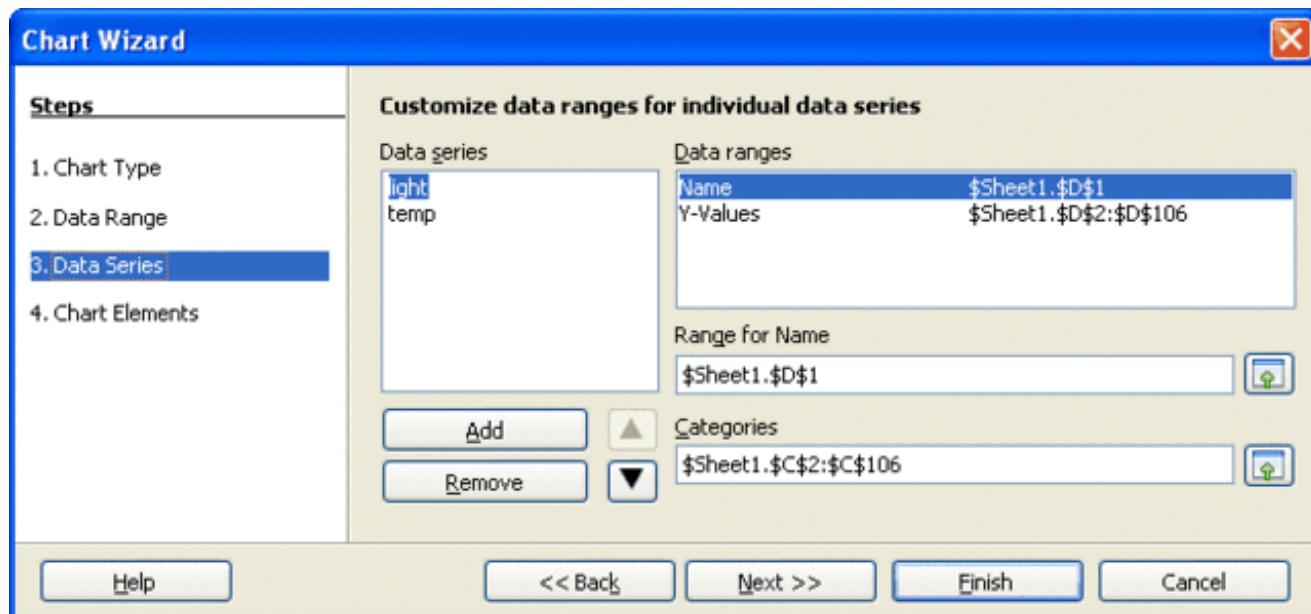 Chart Wizard
Steps
1. Chart Type
2. Data Range
3. Data Series
4. Chart Elements
Customize data ranges for individual data series
Data series
light
temp
Add
Remove
Data ranges
Name $Sheet1.$D$1
Y-Values $Sheet1.$D$2:$D$106
Range for Name
$Sheet1.$D$1
Categories
$Sheet1.$C$2:$C$106
Help
<< Back
Next >>
Finish
Cancel